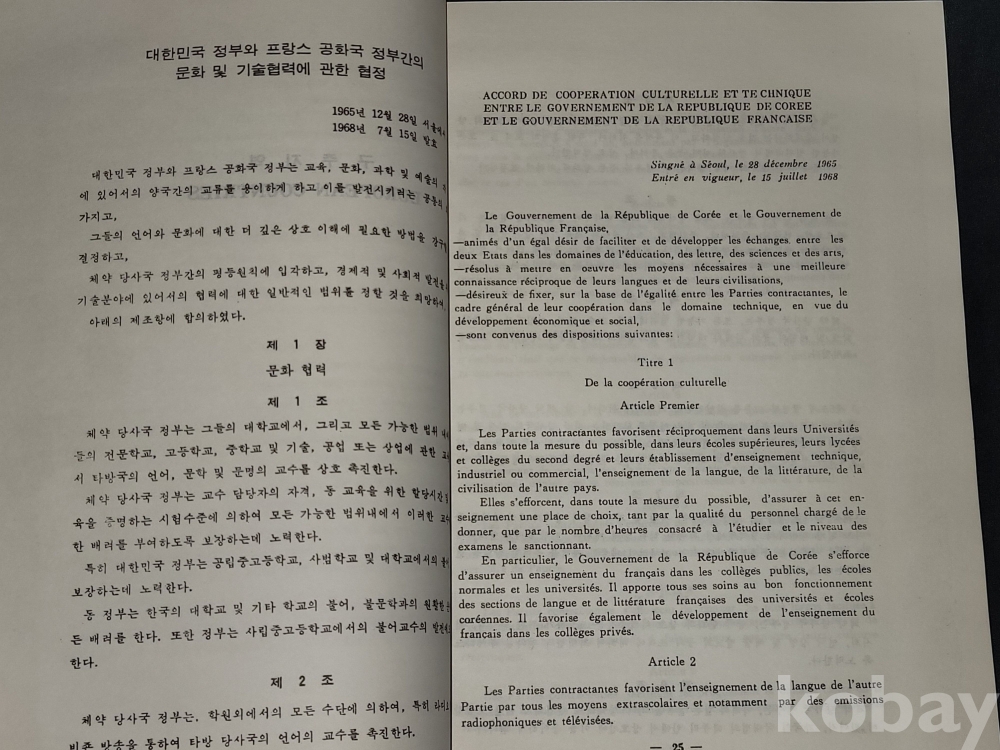 대한민국 정부와 프랑스 공화국 정부간의
문화 및 기술협력에 관한 협정
1965년 12월 28일 서울에서
1968년 7월 15일 발효
대한민국 정부와 프랑스 공화국 정부는 교육, 문화, 과학 및 예술의
에 있어서의 양국간의 교류를 용이하게 하고 이를 발전시키려는 공통의
가지고,
그들의 언어와 문화에 대한 더 깊은 상호 이해에 필요한 방법을
결정하고,
체약 당사국 정부간의 평등원칙에 입각하고, 경제적 및 사회적
기술분야에 있어서의 협력에 대한 일반적인 범위를 정할 것을 희망하여,
아래의 제조항에 합의하였다.
제 1 장
문화 협력
제 1 조
체약 당사국 정부는 그들의 대학교에서, 그리고 모든 가능한 범위
들의 전문학교, 고등학교, 중학교 및 기술, 공업 또는 상업에 관한
서 타방국의 언어, 문학 및 문명의 교수를 상호 촉진한다.
체약 당사국 정부는 교수 담당자의 자격, 동 교육을 위한 할당시간
육을 증명하는 시험수준에 의하여 모든 가능한 범위내에서 이러한
한 배려를 부여하도록 보장하는데 노력한다.
특히 대한민국 정부는 공립중고등학교, 사범학교 및 대학교에서의
보장하는데 노력한다.
동 정부는 한국의 대학교 및 기타 학교의 불어, 불문학과의 원활한
든 배려를 한다. 또한 정부는 사립중고등학교에서의 불어교수의
한다.
제 2 조
체약 당사국 정부는, 학원외에서의 모든 수단에 의하여, 특히
방송을 통하여 타방 당사국의 언어의 교수를 촉진한다.
ACCORD DE COOPERATION CULTURELLE ET TECHNIQUE
ENTRE LE GOVERNEMENT DE LA REPUBLIQUE DE COREE
ET LE GOUVERNEMENT DE LA REPUBLIQUE FRANCAISE
Singné à Séoul, le 28 décembre 1965
Entré en vigueur, le 15 juillet 1968
Le Gouvernement de la République de Corée et le Gouvernement de
la République Française,
—animés d'un égal désir de faciliter et de développer les échanges entre les
deux Etats dans les domaines de l'éducation, des lettre, des sciences et des arts,
—résolus à mettre en oeuvre les moyens nécessaires à une meilleure
connaissance réciproque de leurs langues et de leurs civilisations,
—désireux de fixer, sur la base de l'égalité entre les Parties contractantes, le
cadre général de leur coopération dans le domaine technique, en vue du
développement économique et social,
—sont convenus des dispositions suivantes:
Titre 1
De la coopération culturelle
Article Premier
Les Parties contractantes favorisent réciproquement dans leurs Universités
et, dans toute la mesure du possible, dans leurs écoles supérieures, leurs lycées
et collèges du second degré et leurs établissement d'enseignement technique,
industriel ou commercial, l'enseignement de la langue, de la littérature, de la
civilisation de l'autre pays.
Elles s'efforcent, dans toute la mesure du possible, d'assurer à cet en-
seignement une place de choix, tant par la qualité du personnel chargé de le
donner, que par le nombre d'heures consacré à l'étudier et le niveau des
examens le sanctionnant.
En particulier, le Gouvernement de la République de Corée s'efforce
d'assurer un enseignement du français dans les collèges publics, les écoles
normales et les universités. Il apporte tous ses soins au bon fonctionnement
des sections de langue et de littérature françaises des universités et écoles
coréennes. Il favorise également le développement de l'enseignement du
français dans les collèges privés.
Article 2
Les Parties contractantes favorisent l'enseignement de la langue de l'autre
Partie par tous les moyens extrascolaires et notamment par des emissions
radiophoniques et télévisées.
— 25 —
kobay